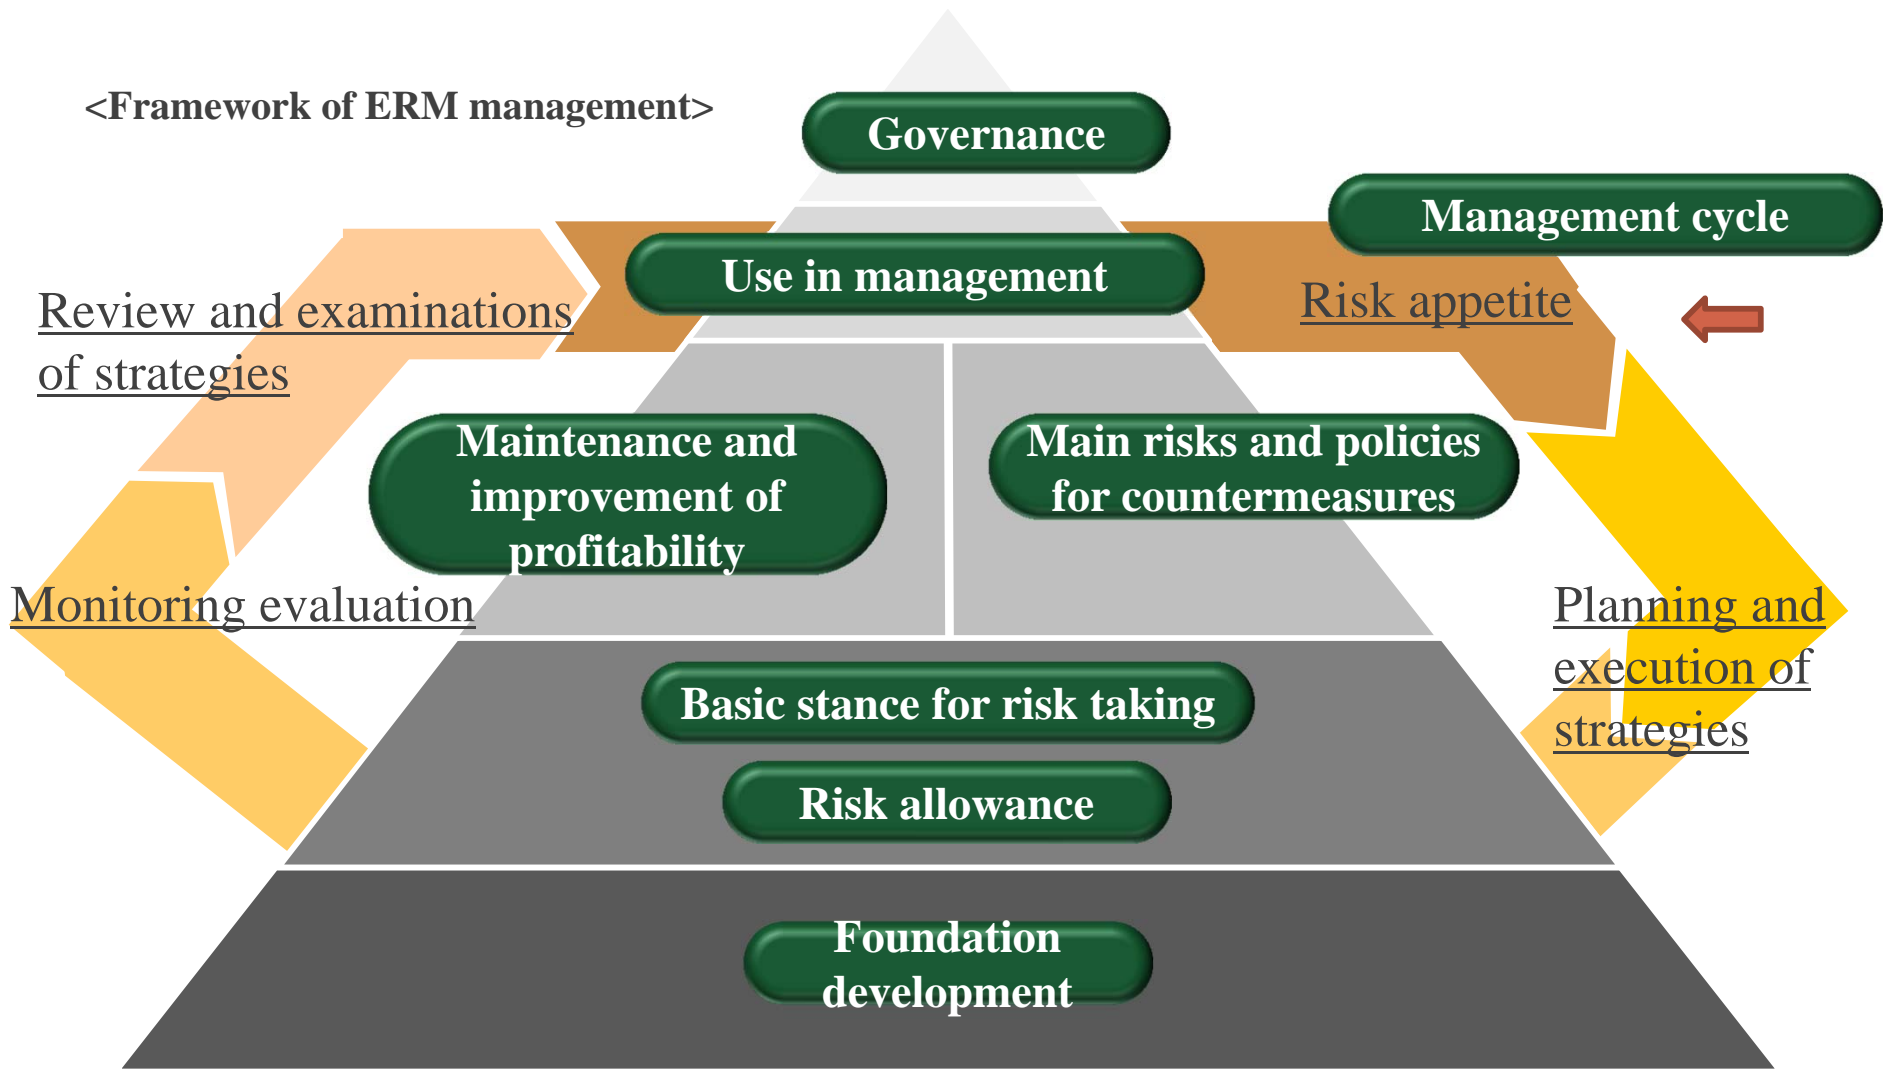 <Framework of ERM management>
Governance
Management cycle
Use in management
Risk appetite
Review and examinations
of strategies
Maintenance and
improvement of
profitability
Main risks and policies
for countermeasures
Monitoring evaluation
Planning and
execution of
strategies
Basic stance for risk taking
Risk allowance
Foundation
development